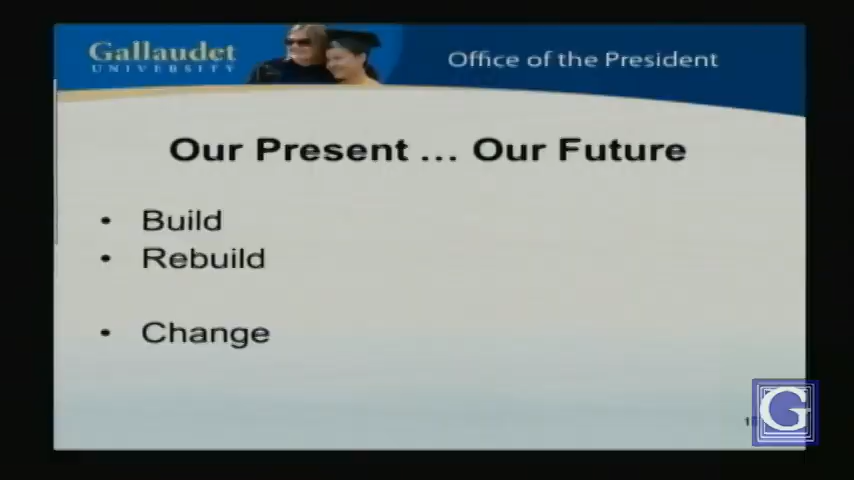 Gallaudet
UNIVERSITY
Office of the President
Our Present ... Our Future
• Build
• Rebuild
• Change
G